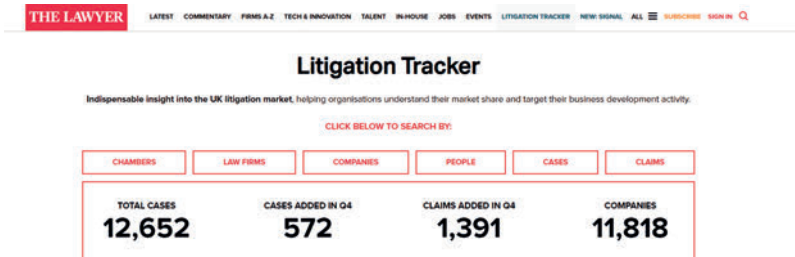 THE LAWYER LATEST COMMENTARY FIRMS A-Z TECH & INNOVATION TALENT IN-HOUSE JOBS EVENTS LITIGATION TRACKER NEW: SIGNAL ALL SUBSCRIBE SIGN IN
Litigation Tracker
Indispensable insight into the UK litigation market, helping organisations understand their market share and target their business development activity.
CLICK BELOW TO SEARCH BY:
CHAMBERS LAW FIRMS COMPANIES PEOPLE CASES CLAIMS
TOTAL CASES CASES ADDED IN Q4 CLAIMS ADDED IN Q4 COMPANIES
12,652 572 1,391 11,818